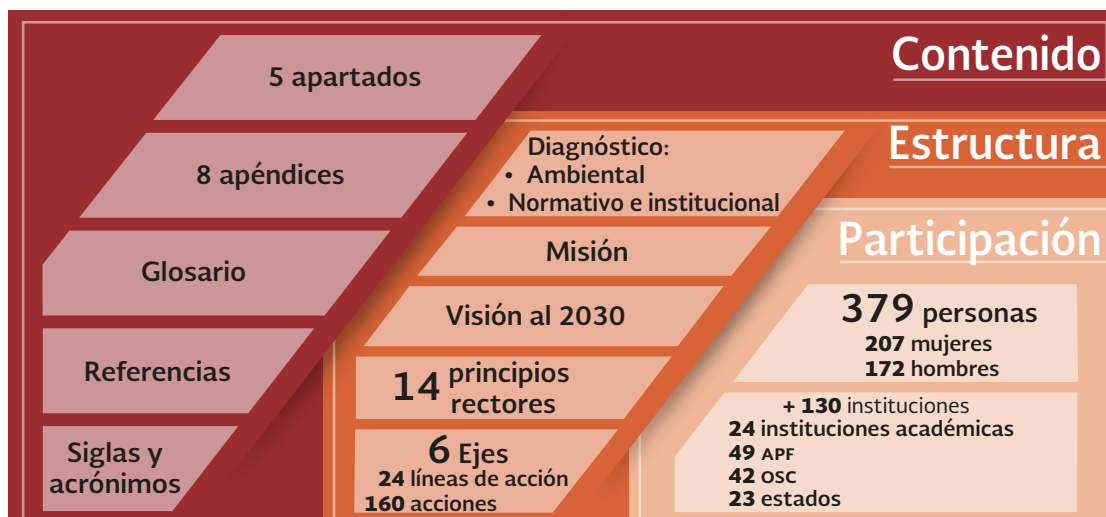 Contenido
5 apartados
8 apéndices
Glosario
Referencias
Siglas y
acrónimos
Estructura
Diagnóstico:
• Ambiental
• Normativo e institucional
Misión
Visión al 2030
14 principios
rectores
6 Ejes
24 líneas de acción
160 acciones
Participación
379 personas
207 mujeres
172 hombres
+ 130 instituciones
24 instituciones académicas
49 APF
42 OSC
23 estados